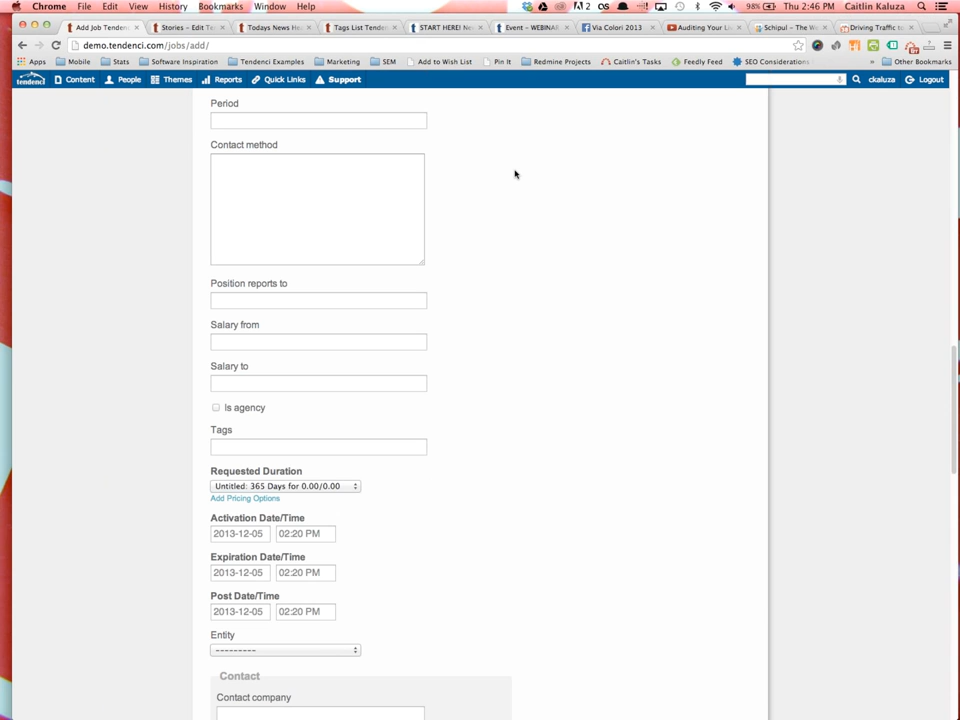 Chrome File Edit View History Bookmarks Window Help
2 98% Thu 2:46 PM Caitlin Kaluza
Add Job Tendenc
Stories – Edit Te
Todays News He
Tags List Tenden
START HERE! Ne
Event – WEBINAR
Via Colori 2013
Auditing Your Li
Schipul – The We
Driving Traffic to
demo.tendenci.com/jobs/add/
Apps Mobile Stats Software Inspiration Tendenci Examples Marketing SEM Add to Wish List Pin It Redmine Projects Caitlin's Tasks Feedly Feed SEO Considerations » Other Bookmarks
tendenci Content People Themes Reports Quick Links Support ckaluza Logout
Period
Contact method
Position reports to
Salary from
Salary to
Is agency
Tags
Requested Duration
Untitled: 365 Days for 0.00/0.00
Add Pricing Options
Activation Date/Time
2013-12-05 02:20 PM
Expiration Date/Time
2013-12-05 02:20 PM
Post Date/Time
2013-12-05 02:20 PM
Entity
---------
Contact
Contact company